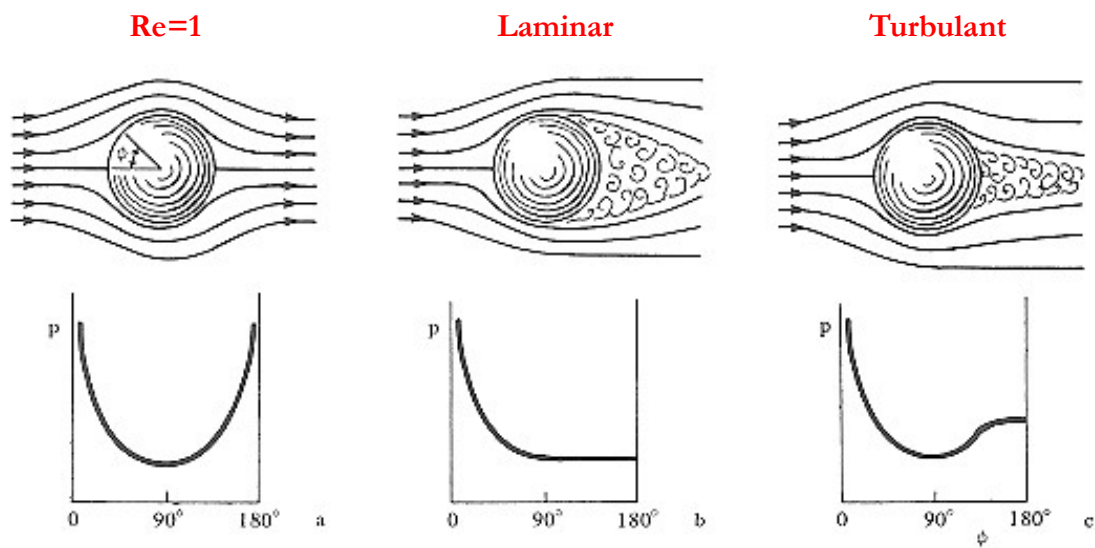 Re=1
Laminar
Turbulant
ϕ
p
0 90° 180° a
p
0 90° 180° b
p
0 90° 180° c
ϕ